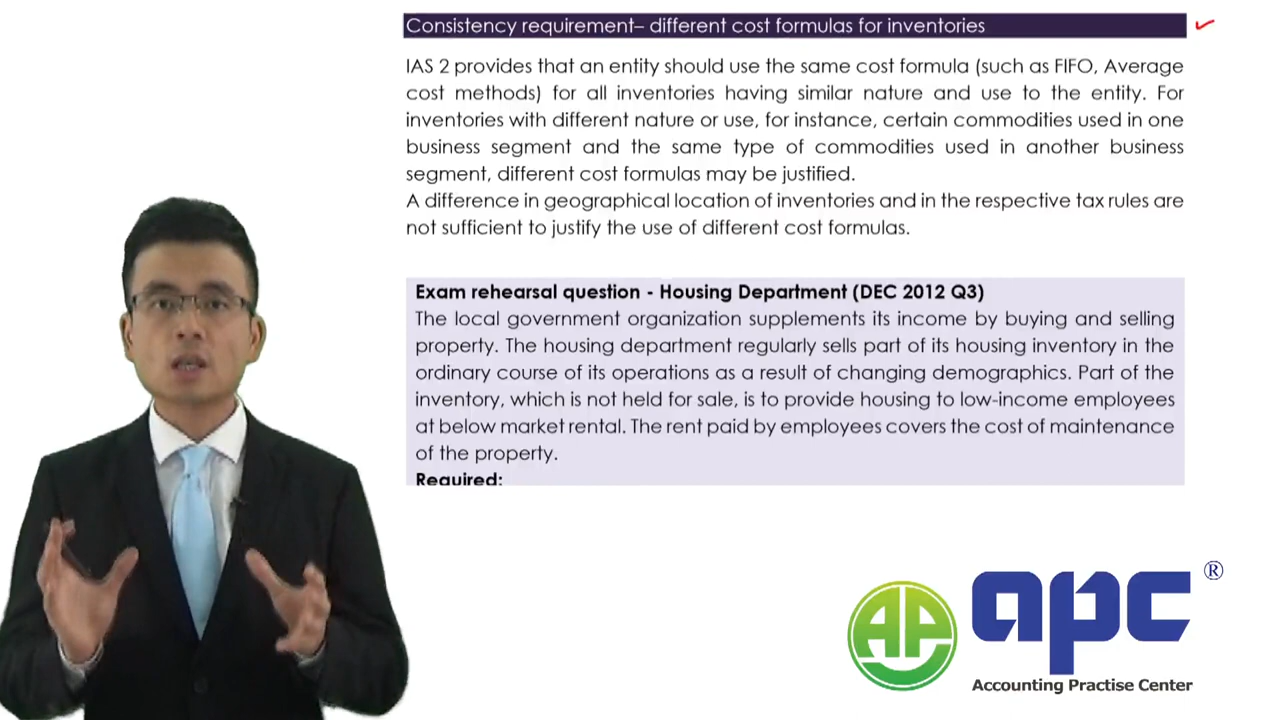 Consistency requirement– different cost formulas for inventories
IAS 2 provides that an entity should use the same cost formula (such as FIFO, Average
cost methods) for all inventories having similar nature and use to the entity. For
inventories with different nature or use, for instance, certain commodities used in one
business segment and the same type of commodities used in another business
segment, different cost formulas may be justified.
A difference in geographical location of inventories and in the respective tax rules are
not sufficient to justify the use of different cost formulas.
Exam rehearsal question - Housing Department (DEC 2012 Q3)
The local government organization supplements its income by buying and selling
property. The housing department regularly sells part of its housing inventory in the
ordinary course of its operations as a result of changing demographics. Part of the
inventory, which is not held for sale, is to provide housing to low-income employees
at below market rental. The rent paid by employees covers the cost of maintenance
of the property.
Required:
AP
apc®
Accounting Practise Center